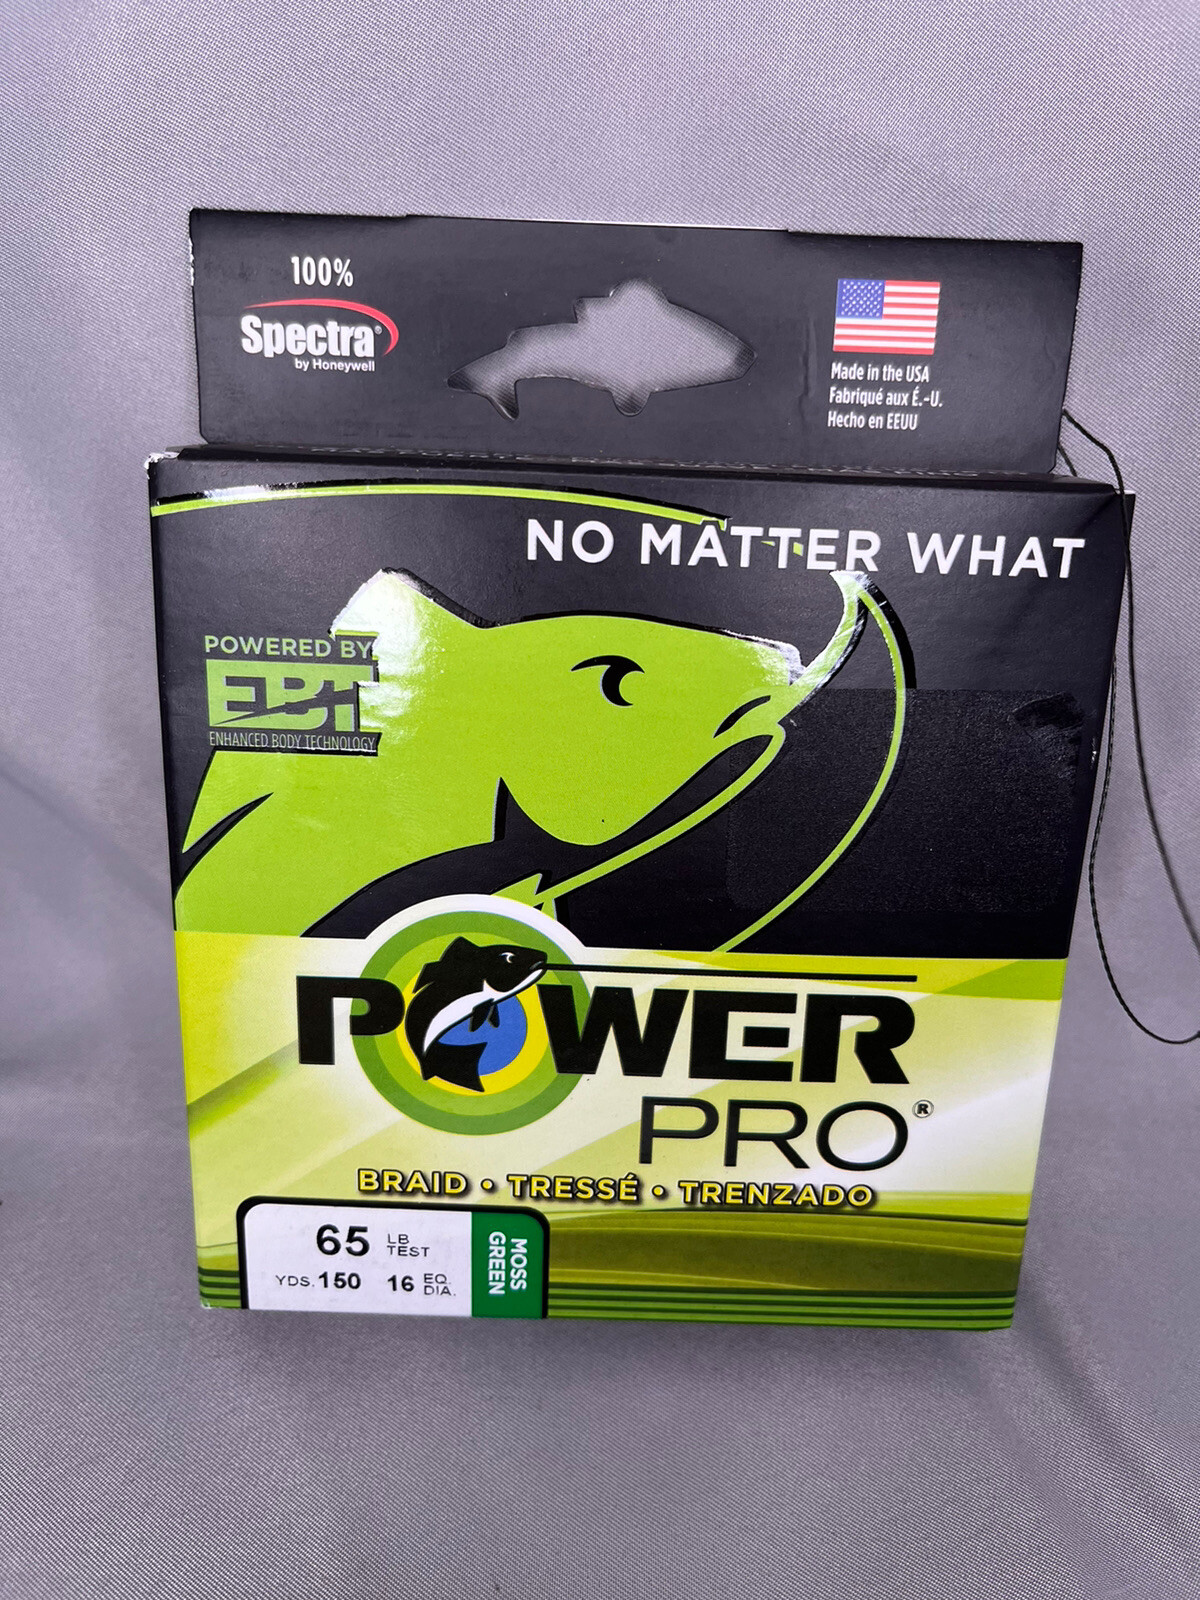 100%
Spectra®
by Honeywell
Made in the USA
Fabriqué aux É.-U.
Hecho en EEUU
NO MATTER WHAT
POWERED BY
EBT
ENHANCED BODY TECHNOLOGY
POWER
PRO®
BRAID • TRESSÉ • TRENZADO
65 LB TEST
YDS. 150 16 EQ. DIA.
MOSS GREEN